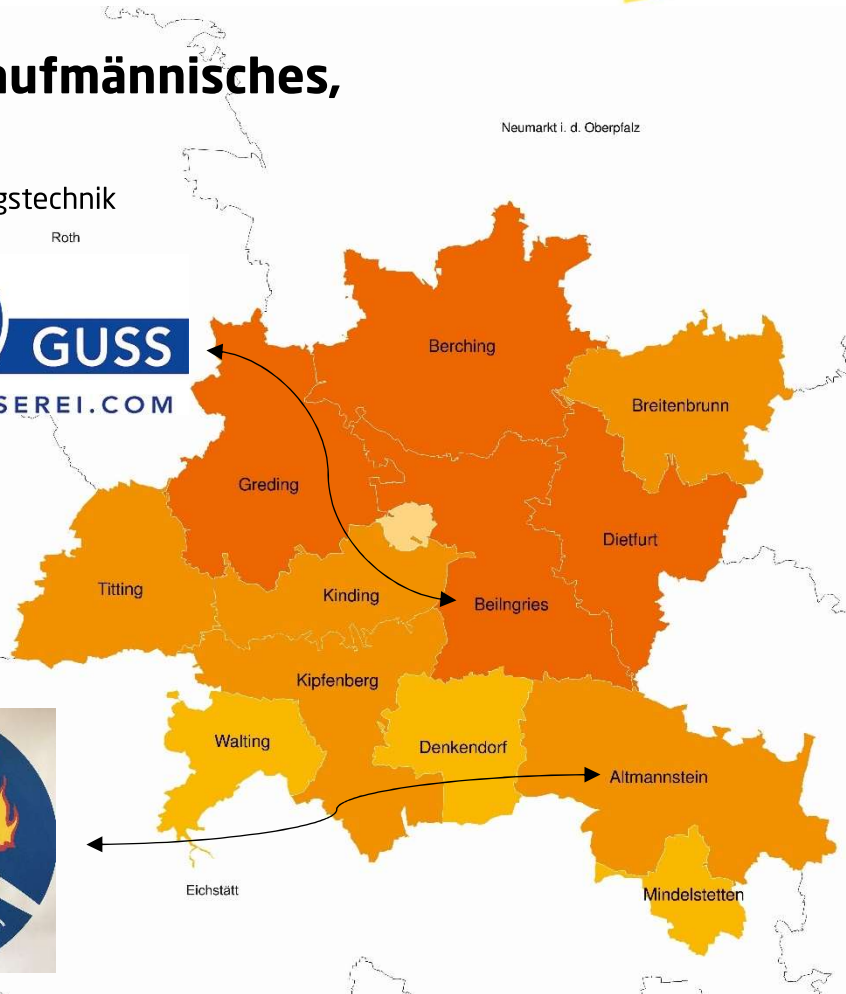 aufmännisches,
Neumarkt i. d. Oberpfalz
gstechnik
Roth
GUSS
SEREI.COM
Berching
Breitenbrunn
Greding
Dietfurt
Titting
Kinding
Beilngries
Kipfenberg
Walting
Denkendorf
Altmannstein
Eichstätt
Mindelstetten